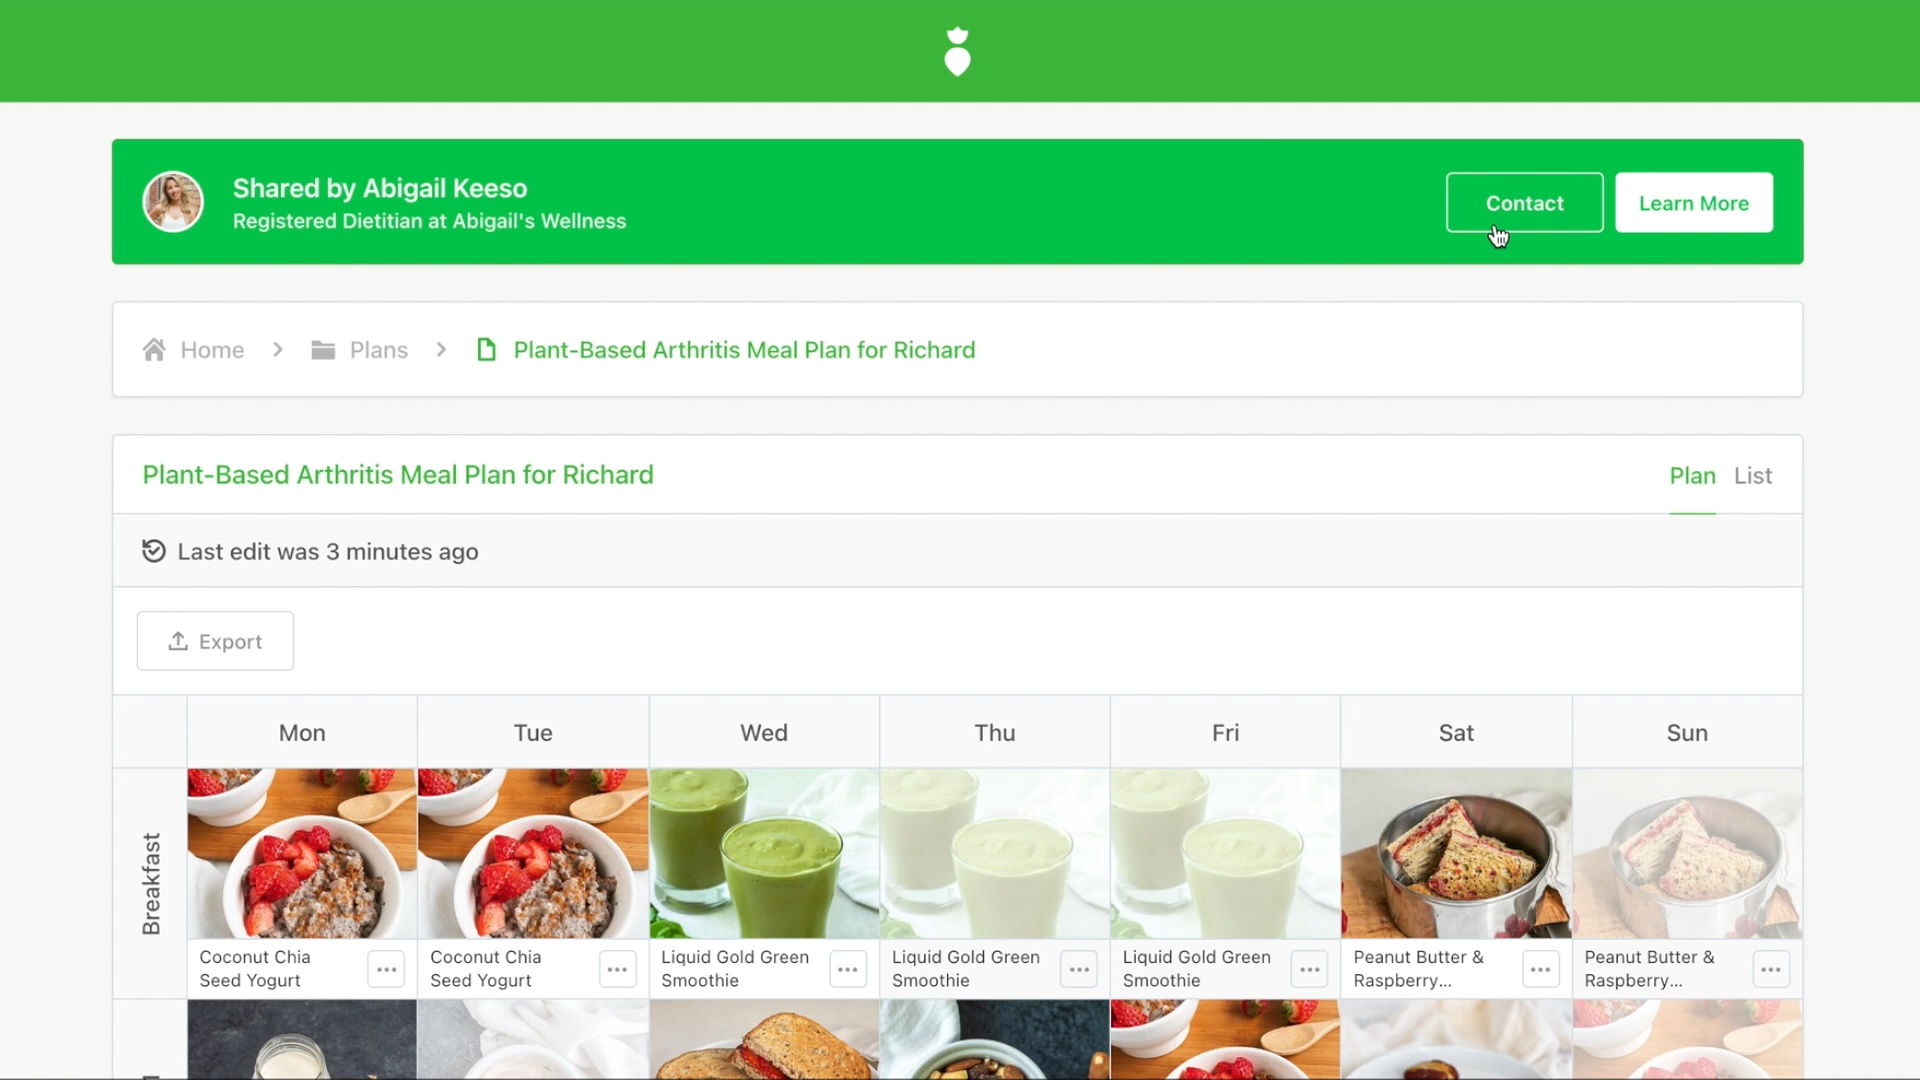 Shared by Abigail Keeso
Registered Dietitian at Abigail's Wellness
Contact
Learn More
Home
Plans
Plant-Based Arthritis Meal Plan for Richard
Plant-Based Arthritis Meal Plan for Richard
Plan
List
Last edit was 3 minutes ago
Export
Mon
Tue
Wed
Thu
Fri
Sat
Sun
Breakfast
Coconut Chia
Seed Yogurt
Coconut Chia
Seed Yogurt
Liquid Gold Green
Smoothie
Liquid Gold Green
Smoothie
Liquid Gold Green
Smoothie
Peanut Butter &
Raspberry...
Peanut Butter &
Raspberry...